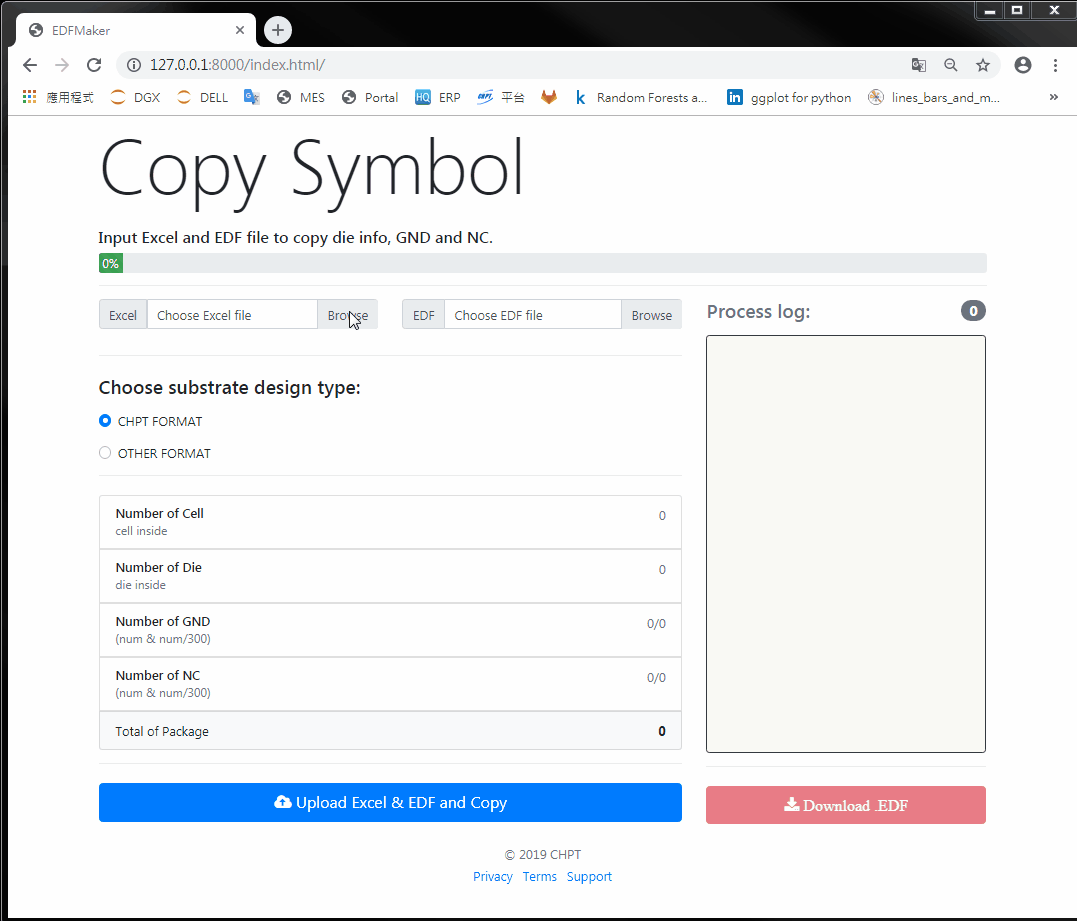 EDFMaker
127.0.0.1:8000/index.html/
應用程式 DGX DELL MES Portal HQ ERP CHPT 平台 k Random Forests a... in ggplot for python lines_bars_and_m... »
Copy Symbol
Input Excel and EDF file to copy die info, GND and NC.
0%
Excel Choose Excel file Browse EDF Choose EDF file Browse
Process log: 0
Choose substrate design type:
CHPT FORMAT
OTHER FORMAT
Number of Cell 0
cell inside
Number of Die 0
die inside
Number of GND 0/0
(num & num/300)
Number of NC 0/0
(num & num/300)
Total of Package 0
Upload Excel & EDF and Copy
Download .EDF
© 2019 CHPT
Privacy Terms Support